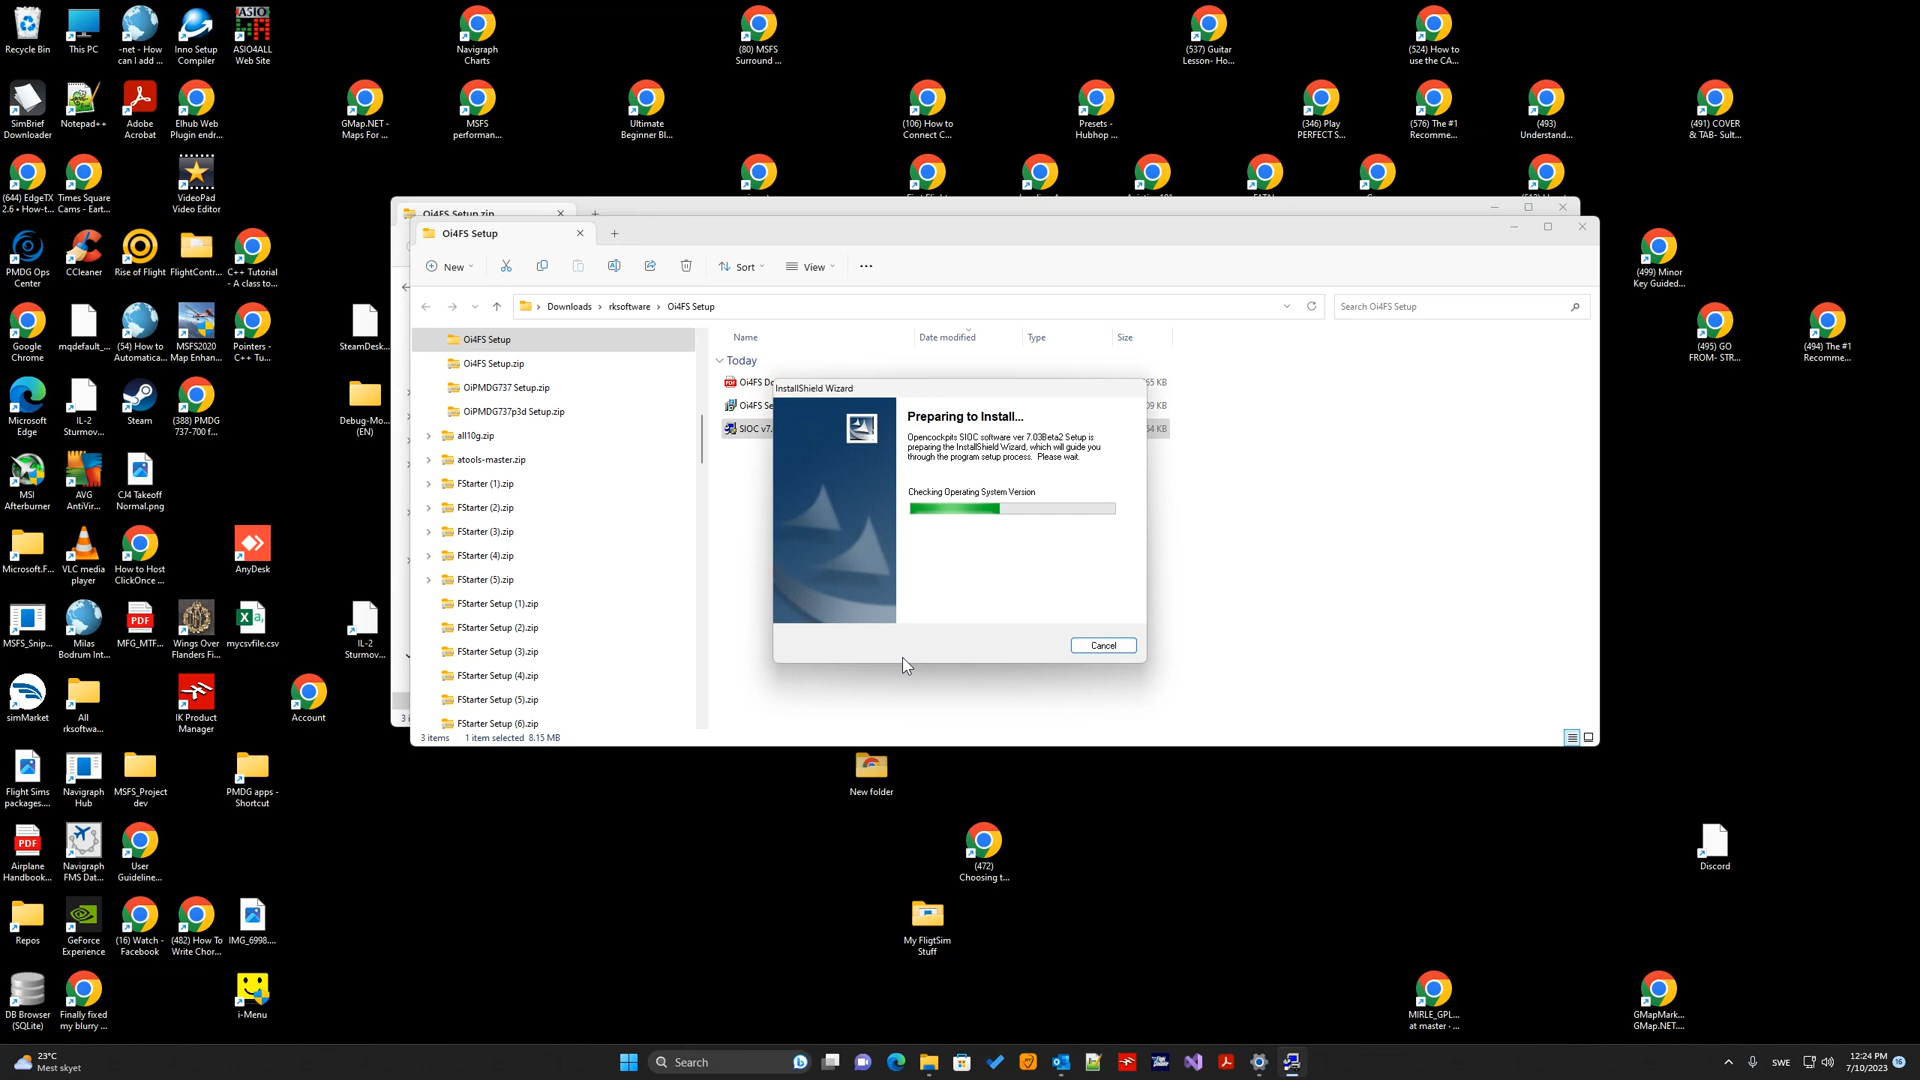 Recycle Bin
This PC
-net - How
can I add ...
Inno Setup
Compiler
ASIO4ALL
Web Site
Navigraph
Charts
(80) MSFS
Surround ...
(537) Guitar
Lesson- Ho...
(524) How to
use the CA...
SimBrief
Downloader
Notepad++
Adobe
Acrobat
Elhub Web
Plugin endr...
GMap.NET -
Maps For ...
MSFS
performan...
Ultimate
Beginner Bl...
(106) How to
Connect C...
Presets -
Hubhop ...
(346) Play
PERFECT S...
(576) The #1
Recomme...
(493)
Understand...
(491) COVER
& TAB- Sult...
(644) EdgeTX
2.6 • How-t...
Times Square
Cams - Eart...
VideoPad
Video Editor
PMDG Ops
Center
CCleaner
Rise of Flight
FlightContr...
C++ Tutorial
- A class to...
(499) Minor
Key Guided...
Google
Chrome
mqdefault_...
(54) How to
Automatica...
MSFS2020
Map Enhan...
Pointers -
C++ Tu...
SteamDesk...
(495) GO
FROM- STR...
(494) The #1
Recomme...
Microsoft
Edge
IL-2
Sturmov...
Steam
(388) PMDG
737-700 f...
Debug-Mo...
(EN)
MSI
Afterburner
AVG
AntiVir...
CJ4 Takeoff
Normal.png
Microsoft.F...
VLC media
player
How to Host
ClickOnce ...
AnyDesk
MSFS_Snip...
Milas
Bodrum Int...
MFG_MTF...
Wings Over
Flanders Fi...
mycsvfile.csv
IL-2
Sturmov...
simMarket
All
rksoftwa...
IK Product
Manager
Account
Flight Sims
packages....
Navigraph
Hub
MSFS_Project
dev
PMDG apps -
Shortcut
New folder
Airplane
Handbook...
Navigraph
FMS Dat...
User
Guideline...
(472)
Choosing t...
Discord
Repos
GeForce
Experience
(16) Watch -
Facebook
(482) How To
Write Chor...
IMG_6998....
My FligtSim
Stuff
DB Browser
(SQLite)
Finally fixed
my blurry ...
i-Menu
MIRLE_GPL...
at master · ...
GMapMark...
GMap.NET....
Oi4FS Setup.zip
Oi4FS Setup
New
Sort
View
Downloads › rksoftware › Oi4FS Setup
Search Oi4FS Setup
Oi4FS Setup
Oi4FS Setup.zip
OiPMDG737 Setup.zip
OiPMDG737p3d Setup.zip
all10g.zip
atools-master.zip
FStarter (1).zip
FStarter (2).zip
FStarter (3).zip
FStarter (4).zip
FStarter (5).zip
FStarter Setup (1).zip
FStarter Setup (2).zip
FStarter Setup (3).zip
FStarter Setup (4).zip
FStarter Setup (5).zip
FStarter Setup (6).zip
Name Date modified Type Size
Today
Oi4FS Do
Oi4FS Se
SIOC v7.
3 items 1 item selected 8.15 MB
InstallShield Wizard
Preparing to Install...
Opencockpits SIOC software ver 7.03Beta2 Setup is
preparing the InstallShield Wizard, which will guide you
through the program setup process. Please wait.
Checking Operating System Version
Cancel
23°C
Mest skyet
Search
SWE
12:24 PM
7/10/2023
16